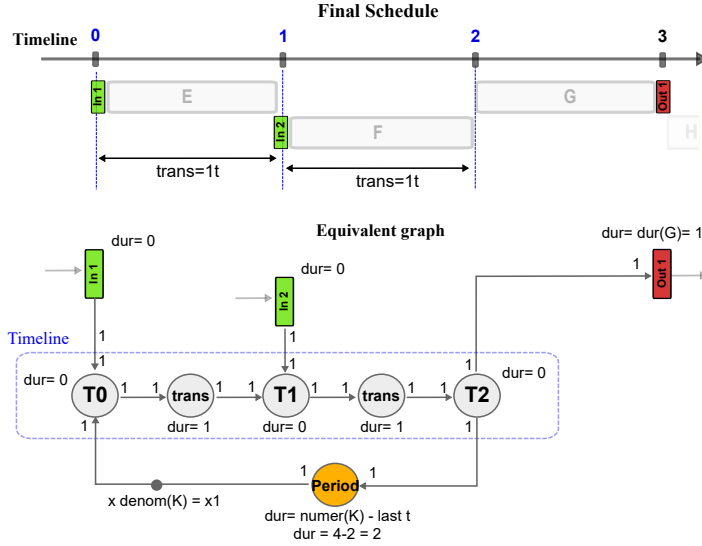 Final Schedule
Timeline 0 1 2 3
In 1 E G Out 1
In 2 F H
trans=1t trans=1t
Equivalent graph
dur= dur(G)= 1
dur= 0
In 1
dur= 0
In 2
1 Out 1
1 1
Timeline
1 1 1
dur= 0 dur= 0
T0 1 1 trans 1 1 T1 1 1 trans 1 1 T2
1 dur= 1 dur= 0 dur= 1 1
1 Period 1
x denom(K) = x1
dur= numer(K) - last t
dur = 4-2 = 2